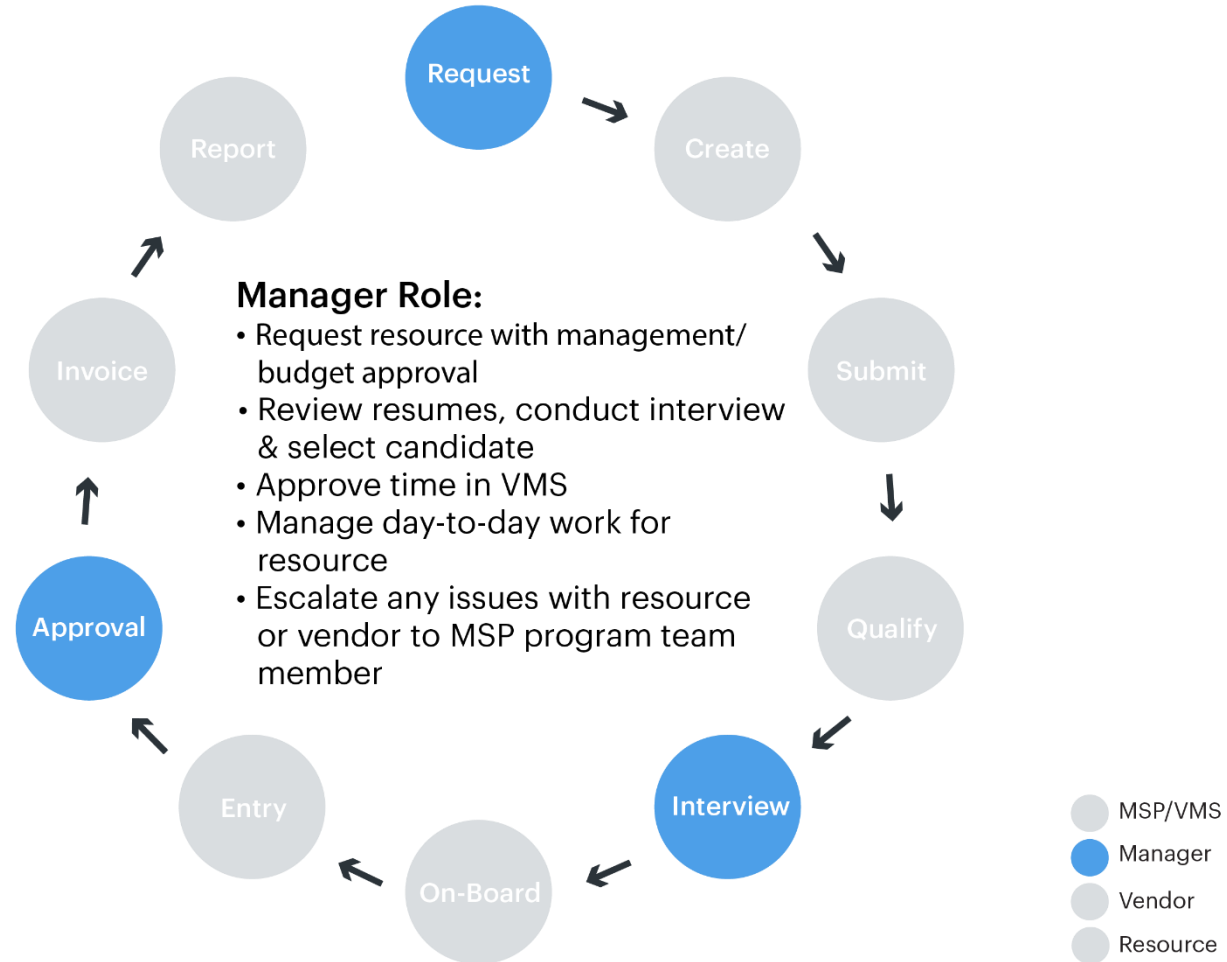 Request
Create
Submit
Qualify
Interview
On-Board
Entry
Approval
Invoice
Report
Manager Role:
• Request resource with management/
budget approval
• Review resumes, conduct interview
& select candidate
• Approve time in VMS
• Manage day-to-day work for
resource
• Escalate any issues with resource
or vendor to MSP program team
member
MSP/VMS
Manager
Vendor
Resource